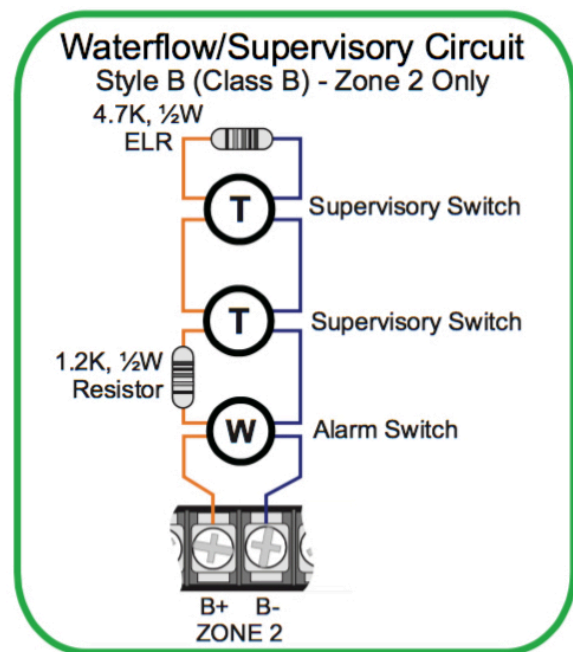 Waterflow/Supervisory Circuit
Style B (Class B) - Zone 2 Only
4.7K, ½W
ELR
T
Supervisory Switch
T
Supervisory Switch
1.2K, ½W
Resistor
W
Alarm Switch
B+ B-
ZONE 2